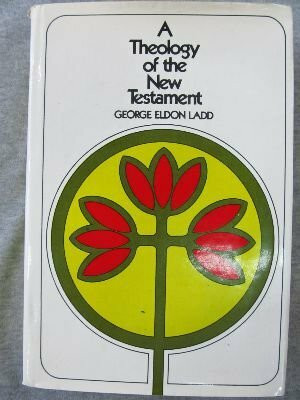 A
Theology
of the
New
Testament
GEORGE ELDON LADD